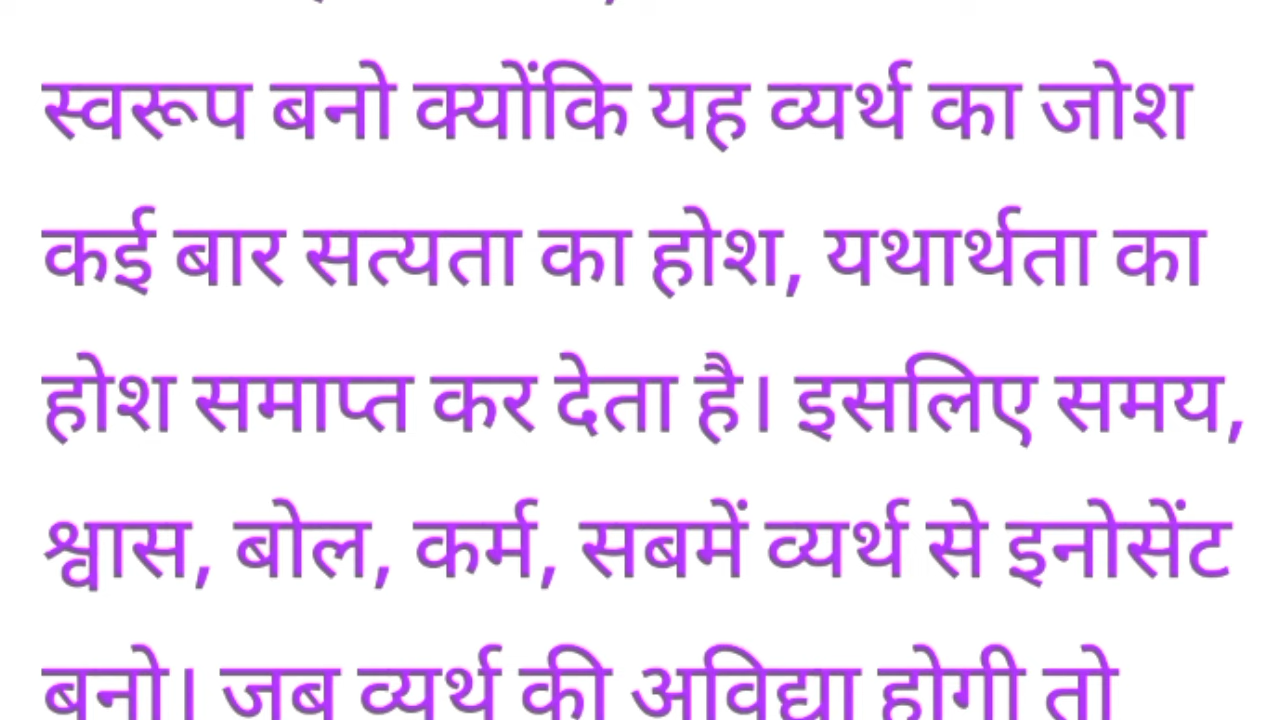 स्वरूप बनो क्योंकि यह व्यर्थ का जोश
कई बार सत्यता का होश, यथार्थता का
होश समाप्त कर देता है। इसलिए समय,
श्वास, बोल, कर्म, सबमें व्यर्थ से इनोसेंट
बनो। जब व्यर्थ की अविद्या होगी तो